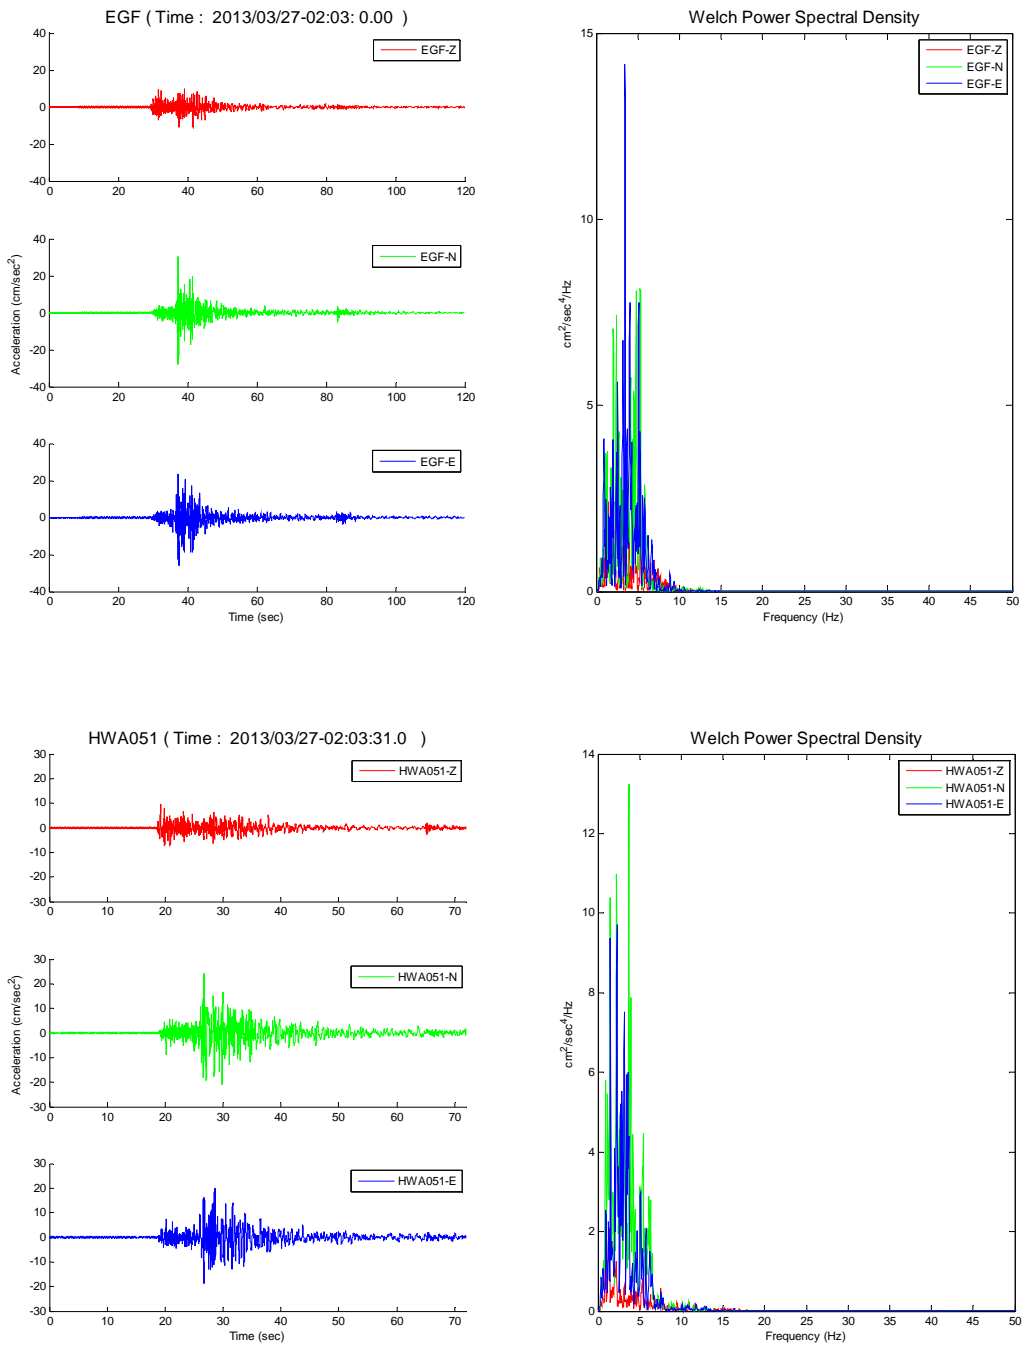 EGF ( Time :  2013/03/27-02:03: 0.00  )
40
20
0
-20
-40
EGF-Z
0 20 40 60 80 100 120
40
20
0
-20
-40
EGF-N
Acceleration (cm/sec²)
0 20 40 60 80 100 120
40
20
0
-20
-40
EGF-E
0 20 40 60 80 100 120
Time (sec)
Welch Power Spectral Density
15
10
5
0
cm²/sec⁴/Hz
EGF-Z
EGF-N
EGF-E
0 5 10 15 20 25 30 35 40 45 50
Frequency (Hz)
HWA051 ( Time :  2013/03/27-02:03:31.0  )
30
20
10
0
-10
-20
-30
HWA051-Z
0 10 20 30 40 50 60 70
30
20
10
0
-10
-20
-30
HWA051-N
Acceleration (cm/sec²)
0 10 20 30 40 50 60 70
30
20
10
0
-10
-20
-30
HWA051-E
0 10 20 30 40 50 60 70
Time (sec)
Welch Power Spectral Density
14
12
10
8
6
4
2
0
cm²/sec⁴/Hz
HWA051-Z
HWA051-N
HWA051-E
0 5 10 15 20 25 30 35 40 45 50
Frequency (Hz)